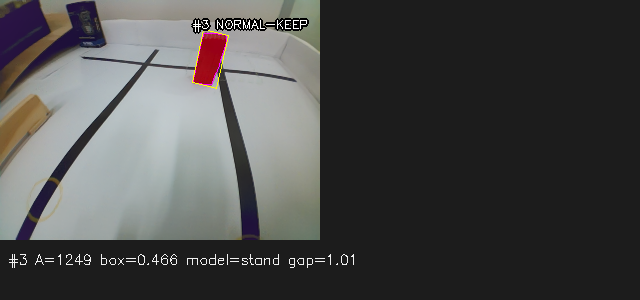 #3 NORMAL-KEEP
#3 A=1249 box=0.466 model=stand gap=1.01